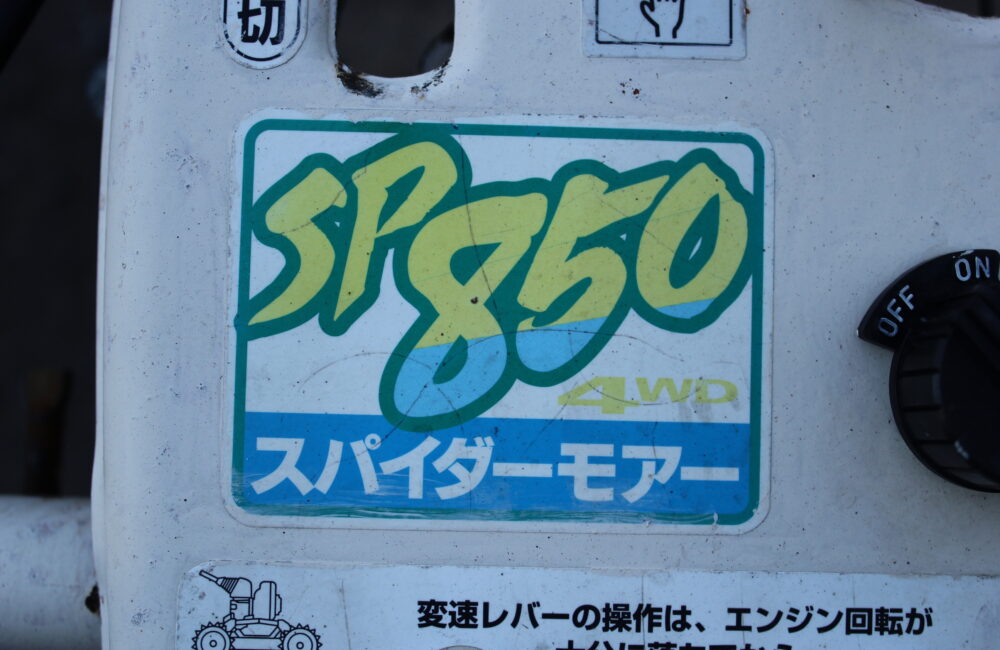 切
SP850
4WD
スパイダーモアー
OFF ON
変速レバーの操作は、エンジン回転が